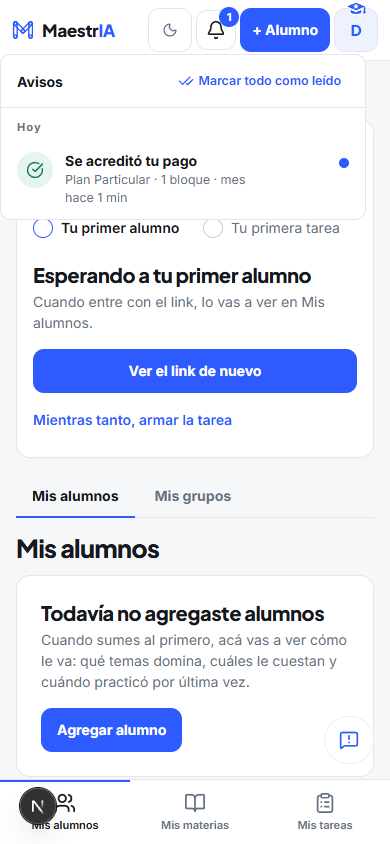 MaestrIA
1
+ Alumno
D
Avisos
Marcar todo como leído
Hoy
Se acreditó tu pago
Plan Particular · 1 bloque · mes
hace 1 min
Tu primer alumno
Tu primera tarea
Esperando a tu primer alumno
Cuando entre con el link, lo vas a ver en Mis
alumnos.
Ver el link de nuevo
Mientras tanto, armar la tarea
Mis alumnos
Mis grupos
Mis alumnos
Todavía no agregaste alumnos
Cuando sumes al primero, acá vas a ver cómo
le va: qué temas domina, cuáles le cuestan y
cuándo practicó por última vez.
Agregar alumno
N
Mis alumnos
Mis materias
Mis tareas